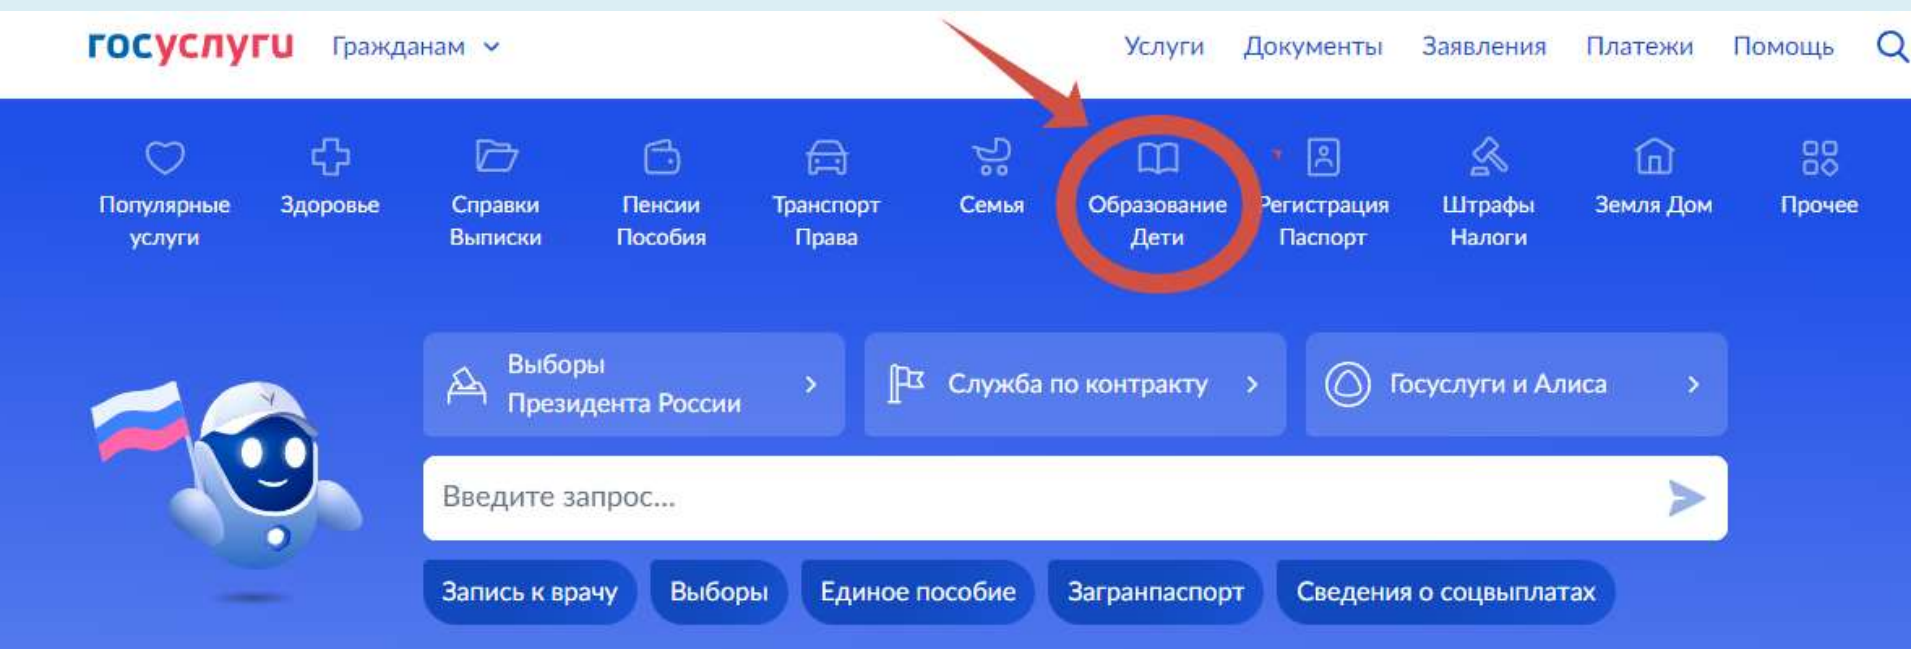 госуслуги Гражданам Услуги Документы Заявления Платежи Помощь
Популярные услуги
Здоровье
Справки Выписки
Пенсии Пособия
Транспорт Права
Семья
Образование Дети
Регистрация Паспорт
Штрафы Налоги
Земля Дом
Прочее
Выборы
Президента России
Служба по контракту
Госуслуги и Алиса
Введите запрос...
Запись к врачу
Выборы
Единое пособие
Загранпаспорт
Сведения о соцвыплатах